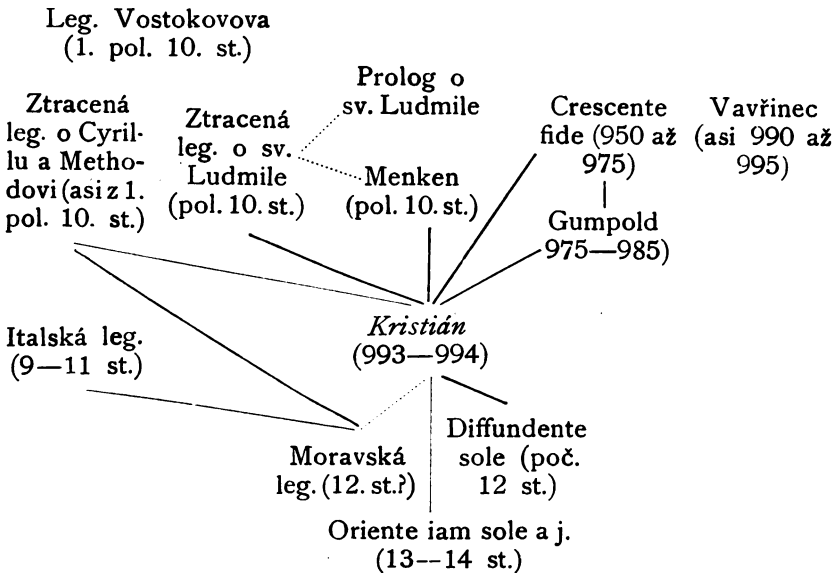 Leg. Vostokovova
(1. pol. 10. st.)
Prolog o
sv. Ludmile
Ztracená
leg. o Cyril-
lu a Metho-
dovi (asi z 1.
pol. 10. st.)
Ztracená
leg. o sv.
Ludmile
(pol. 10. st.)
Menken
(pol. 10. st.)
Crescente
fide (950 až
975)
Vavřinec
(asi 990 až
995)
Gumpold
975—985)
Kristián
(993—994)
Italská leg.
(9—11 st.)
Moravská
leg. (12. st.?)
Diffundente
sole (poč.
12 st.)
Oriente iam sole a j.
(13—14 st.)